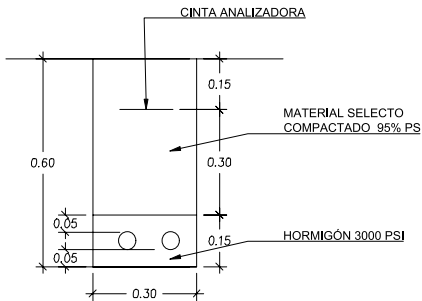 CINTA ANALIZADORA
0.15
MATERIAL SELECTO
COMPACTADO 95% PS
0.60
0.30
0.05
0.15
HORMIGÓN 3000 PSI
0.05
0.30